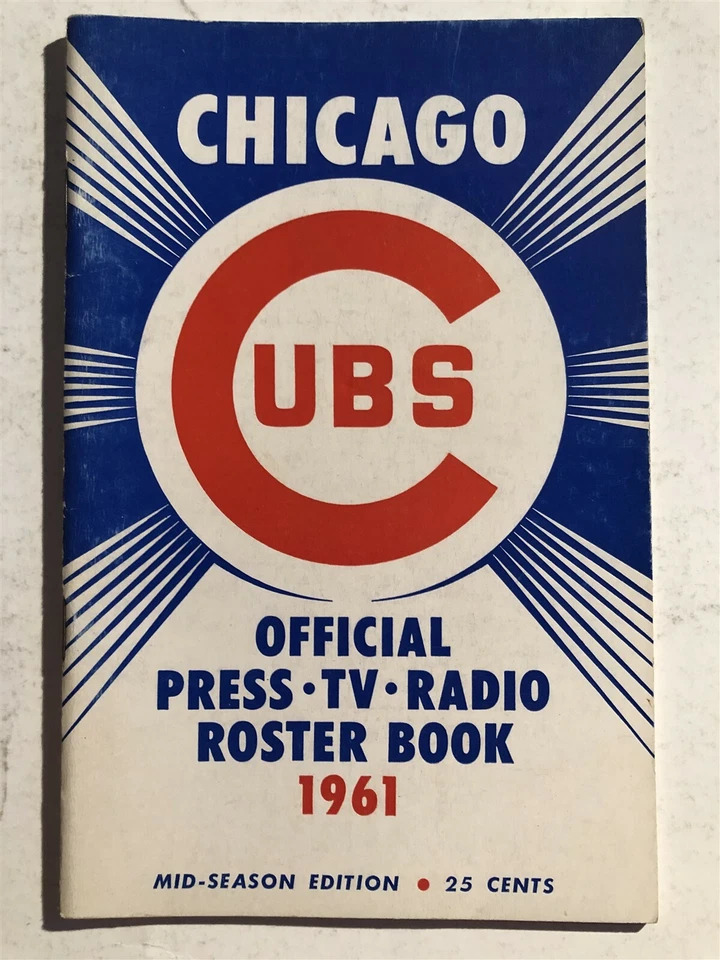 CHICAGO
CUBS
OFFICIAL
PRESS•TV•RADIO
ROSTER BOOK
1961
MID-SEASON EDITION • 25 CENTS